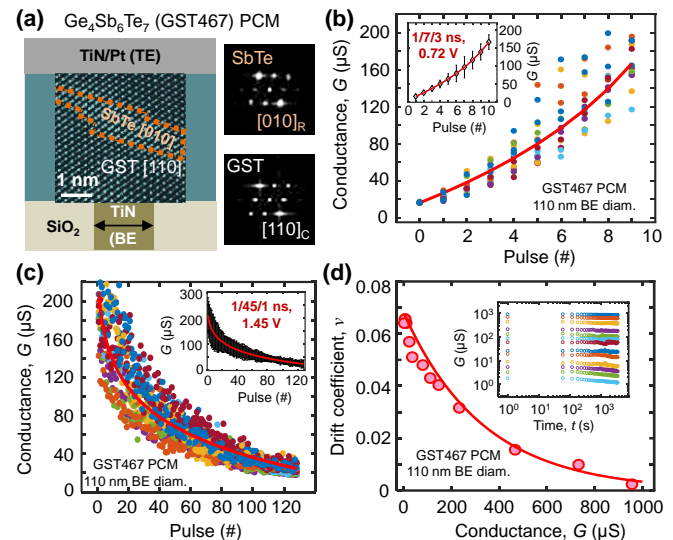 (a) Ge₄Sb₆Te₇ (GST467) PCM
TiN/Pt (TE)
SbTe [010]
GST [110]
1 nm
SiO₂
TiN
(BE
SbTe
[010]R
GST
[110]C
(b)
Conductance, G (µS)
200
160
120
80
40
0
0 2 4 6 8 10
Pulse (#)
1/7/3 ns,
0.72 V
200
150
100
50
0
G (µS)
0 2 4 6 8 10
Pulse (#)
GST467 PCM
110 nm BE diam.
(c)
Conductance, G (µS)
200
160
120
80
40
0
0 20 40 60 80 100 120
Pulse (#)
1/45/1 ns,
1.45 V
G (µS)
300
200
100
0
0 40 80 120
Pulse (#)
GST467 PCM
110 nm BE diam.
(d)
Drift coefficient, ν
0.08
0.06
0.04
0.02
0
0 200 400 600 800 1000
Conductance, G (µS)
G (µS)
10³
10²
10¹
10⁰
10⁰ 10¹ 10² 10³
Time, t (s)
GST467 PCM
110 nm BE diam.